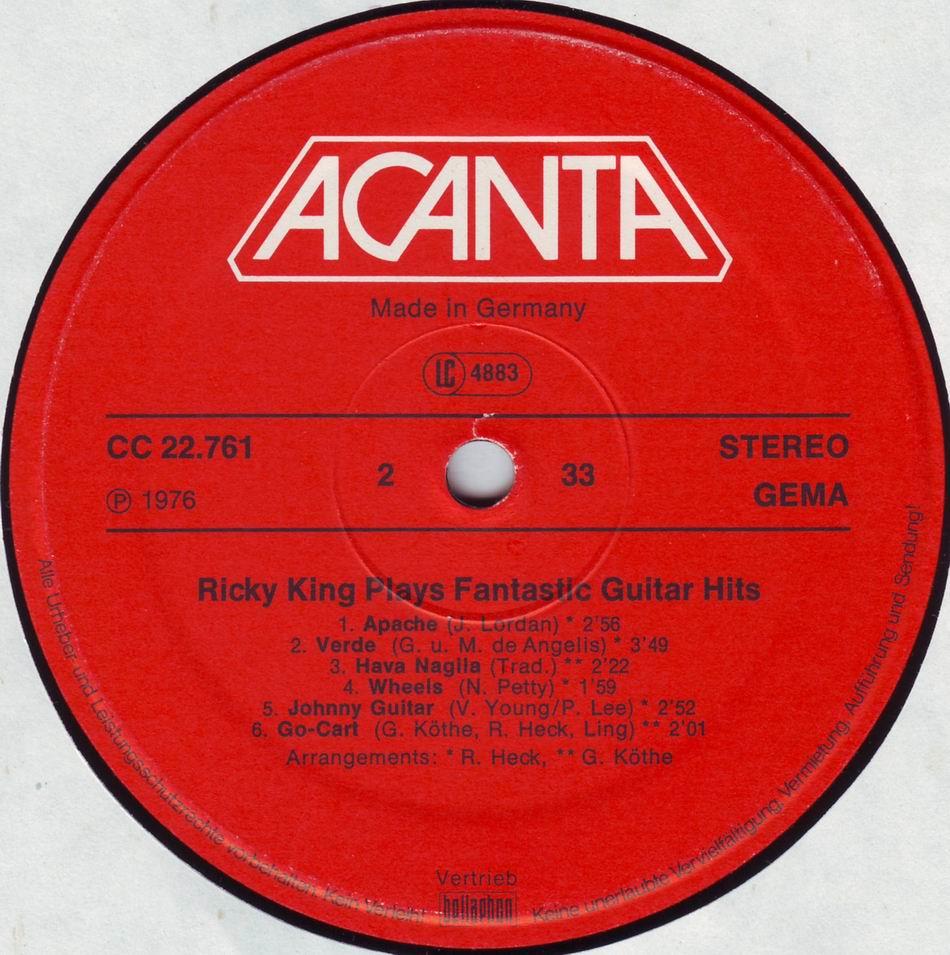 ACANTA
Made in Germany
LC 4883
CC 22.761
STEREO
2
33
Ⓟ 1976
GEMA
Ricky King Plays Fantastic Guitar Hits
1. Apache (J. Lordan) * 2'56
2. Verde (G. u. M. de Angelis) * 3'49
3. Hava Nagila (Trad.) ** 2'22
4. Wheels (N. Petty) * 1'59
5. Johnny Guitar (V. Young/P. Lee) * 2'52
6. Go-Cart (G. Köthe, R. Heck, Ling) ** 2'01
Arrangements: * R. Heck, ** G. Köthe
Vertrieb
bellaphon
Alle Urheber und Leistungsschutzrechte vorbehalten. Kein Verleih! Keine unerlaubte Vervielfältigung, Vermietung, Aufführung und Sendung!